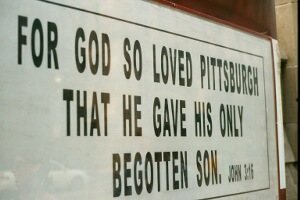 FOR GOD SO LOVED PITTSBURGH
THAT HE GAVE HIS ONLY
BEGOTTEN SON. JOHN 3:16